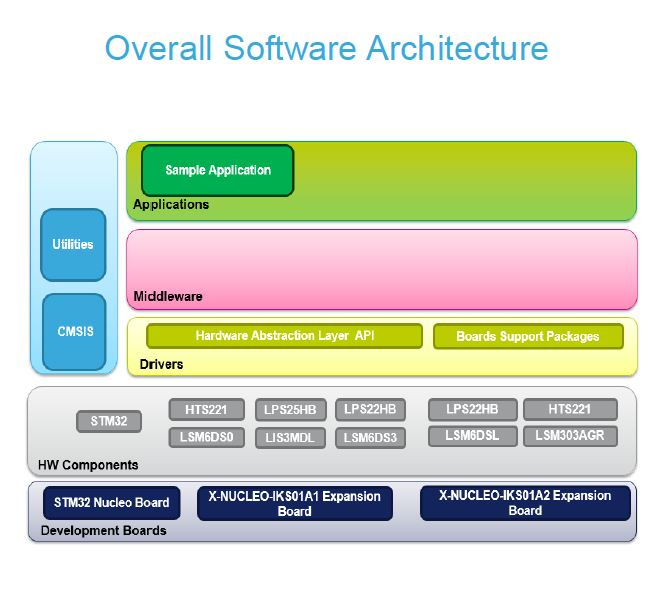 Overall Software Architecture
Sample Application
Applications
Utilities
Middleware
CMSIS
Hardware Abstraction Layer API
Boards Support Packages
Drivers
STM32
HTS221
LPS25HB
LPS22HB
LPS22HB
HTS221
LSM6DS0
LIS3MDL
LSM6DS3
LSM6DSL
LSM303AGR
HW Components
STM32 Nucleo Board
X-NUCLEO-IKS01A1 Expansion
Board
X-NUCLEO-IKS01A2 Expansion
Board
Development Boards